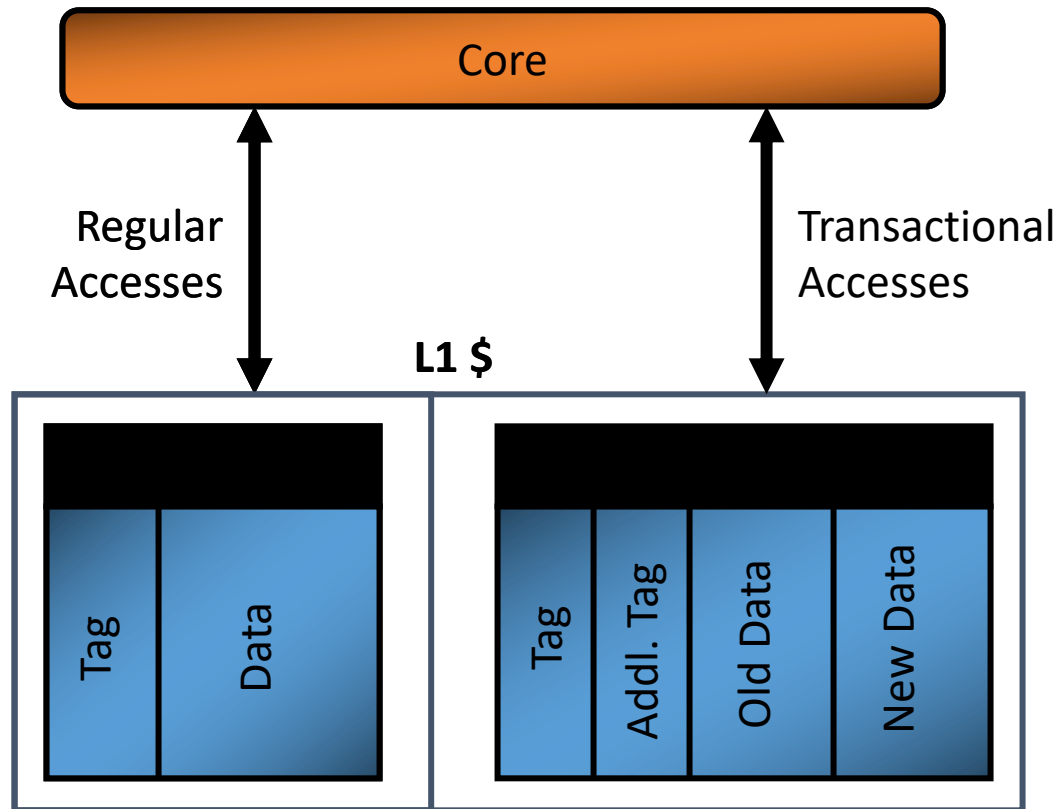 Core
Regular
Accesses
Transactional
Accesses
L1 $
Tag
Data
Tag
Addl. Tag
Old Data
New Data